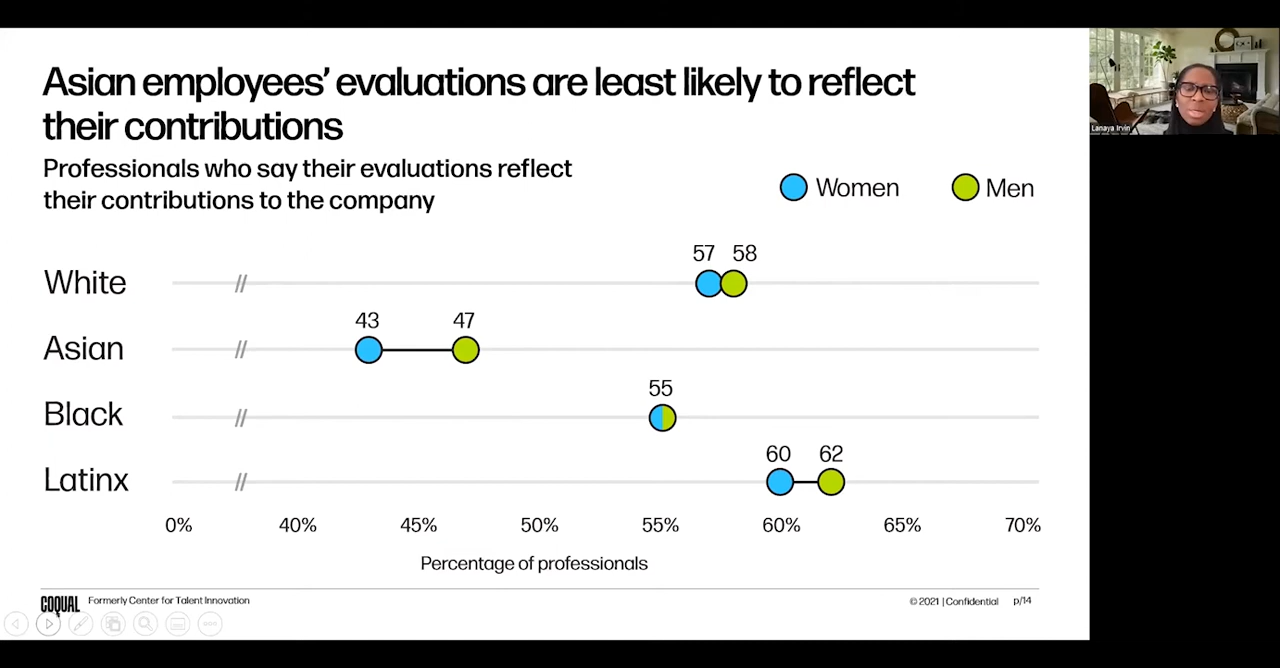 Asian employees’ evaluations are least likely to reflect
their contributions
Professionals who say their evaluations reflect
their contributions to the company
Women
Men
Lanaya Irvin
57 58
White //
43 47
Asian //
55
Black //
60 62
Latinx //
0% 40% 45% 50% 55% 60% 65% 70%
Percentage of professionals
COQUAL Formerly Center for Talent Innovation © 2021 | Confidential p/14